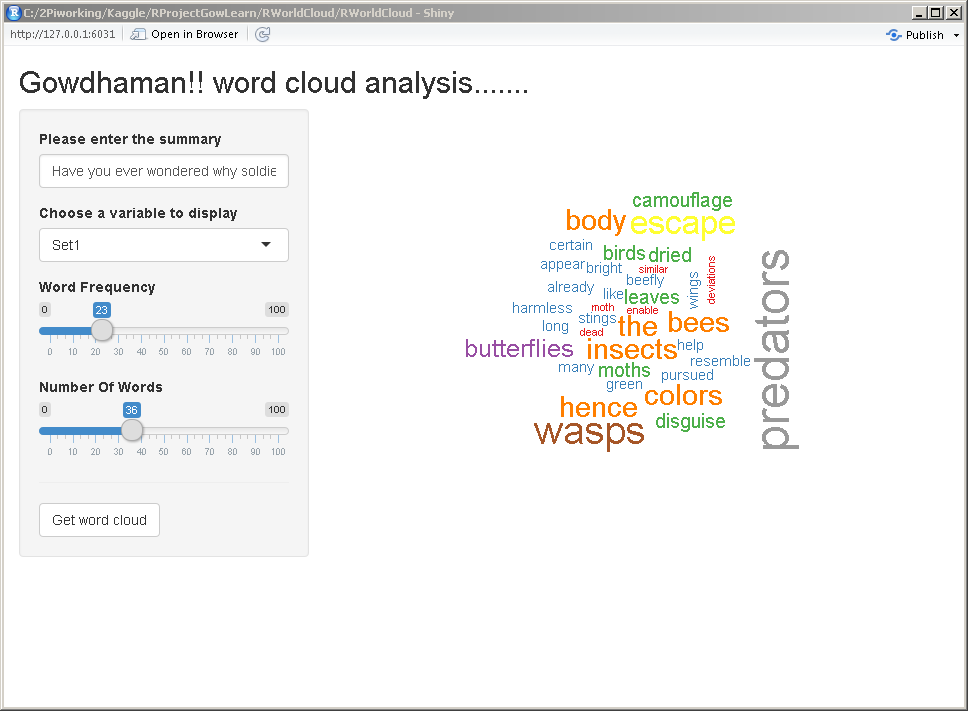 C:/2Piworking/Kaggle/RProjectGowLearn/RWorldCloud/RWorldCloud - Shiny
http://127.0.0.1:6031 Open in Browser Publish
Gowdhaman!! word cloud analysis.......
Please enter the summary
Have you ever wondered why soldie
Choose a variable to display
Set1
Word Frequency
0 23 100
0 10 20 30 40 50 60 70 80 90 100
Number Of Words
0 36 100
0 10 20 30 40 50 60 70 80 90 100
Get word cloud
camouflage
body escape
certain
birds dried
appear bright similar
beefly
wings
deviations
already like leaves
harmless moth enable
stings
long dead the bees
predators
butterflies insects help
resemble
many moths pursued
green
colors
hence
wasps disguise